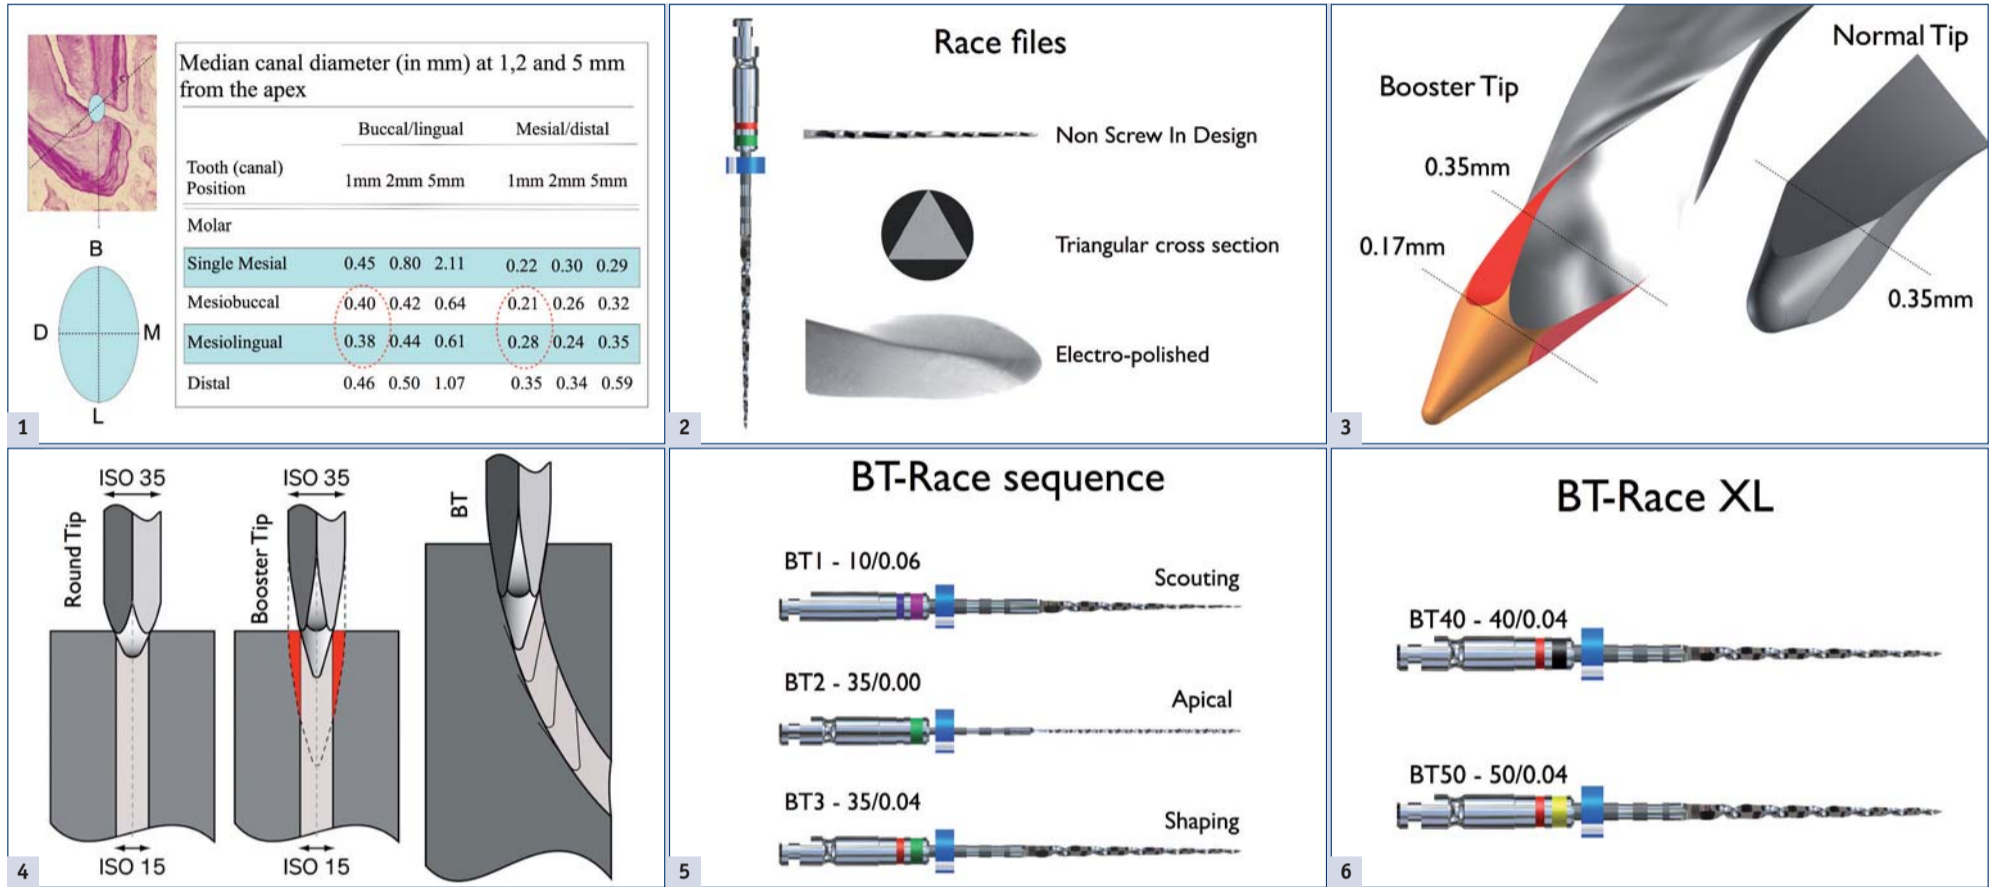 Median canal diameter (in mm) at 1,2 and 5 mm
from the apex
Buccal/lingual Mesial/distal
Tooth (canal)
Position
1mm 2mm 5mm 1mm 2mm 5mm
Molar
Single Mesial 0.45 0.80 2.11 0.22 0.30 0.29
Mesiobuccal 0.40 0.42 0.64 0.21 0.26 0.32
Mesiolingual 0.38 0.44 0.61 0.28 0.24 0.35
Distal 0.46 0.50 1.07 0.35 0.34 0.59
B
D M
L
1
Race files
Non Screw In Design
Triangular cross section
Electro-polished
2
Normal Tip
Booster Tip
0.35mm
0.17mm
0.35mm
3
ISO 35 ISO 35
Round Tip
Booster Tip
BT
ISO 15 ISO 15
4
BT-Race sequence
BT1 - 10/0.06
Scouting
BT2 - 35/0.00
Apical
BT3 - 35/0.04
Shaping
5
BT-Race XL
BT40 - 40/0.04
BT50 - 50/0.04
6